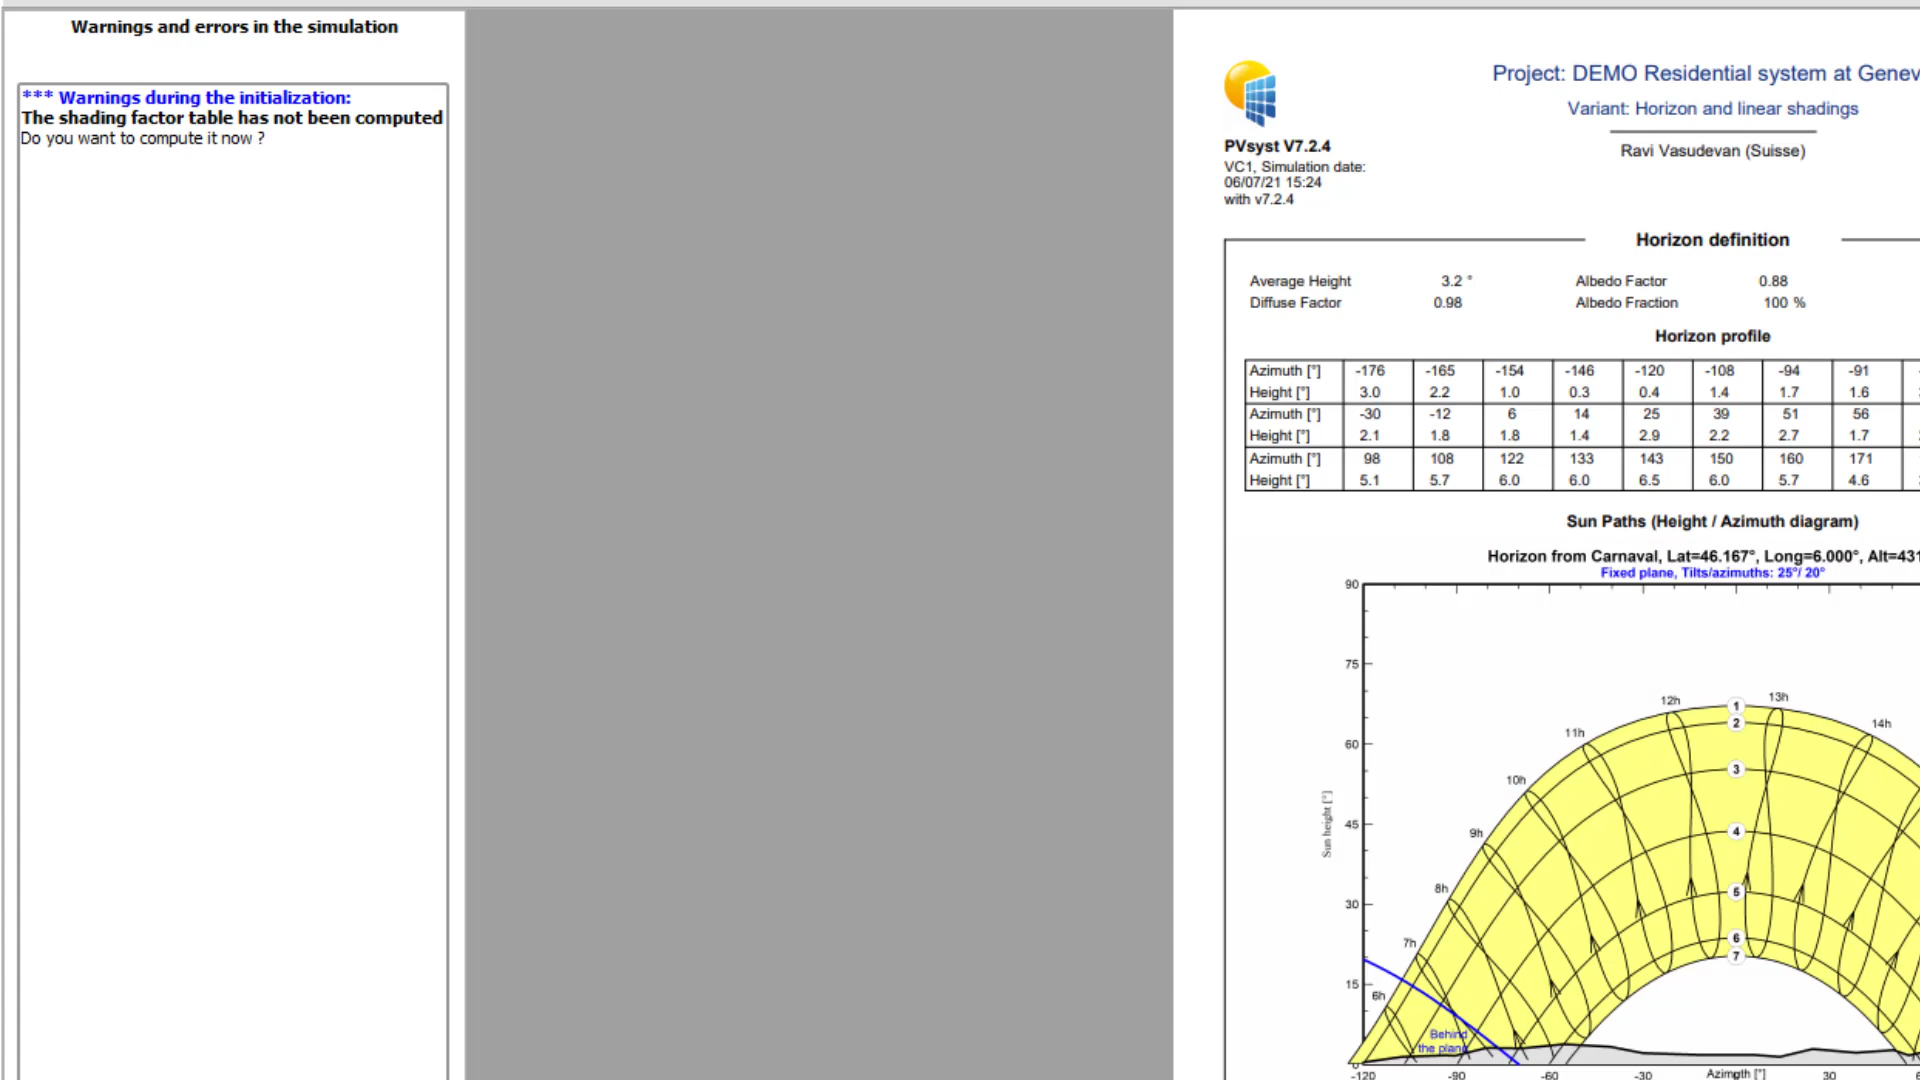 Warnings and errors in the simulation
*** Warnings during the initialization:
The shading factor table has not been computed
Do you want to compute it now ?
Project: DEMO Residential system at Genev
Variant: Horizon and linear shadings
Ravi Vasudevan (Suisse)
PVsyst V7.2.4
VC1, Simulation date:
06/07/21 15:24
with v7.2.4
Horizon definition
Average Height 3.2 ° Albedo Factor 0.88
Diffuse Factor 0.98 Albedo Fraction 100 %
Horizon profile
Azimuth [°] -176 -165 -154 -146 -120 -108 -94 -91
Height [°] 3.0 2.2 1.0 0.3 0.4 1.4 1.7 1.6
Azimuth [°] -30 -12 6 14 25 39 51 56
Height [°] 2.1 1.8 1.8 1.4 2.9 2.2 2.7 1.7
Azimuth [°] 98 108 122 133 143 150 160 171
Height [°] 5.1 5.7 6.0 6.0 6.5 6.0 5.7 4.6
Sun Paths (Height / Azimuth diagram)
Horizon from Carnaval, Lat=46.167°, Long=6.000°, Alt=431
Fixed plane, Tilts/azimuths: 25°/ 20°
90
75
60
45
30
15
Sun height [°]
6h
7h
8h
9h
10h
11h
12h
13h
14h
1
2
3
4
5
6
7
Behind
the plane
-120 -90 -60 -30 0 30
Azimuth [°]